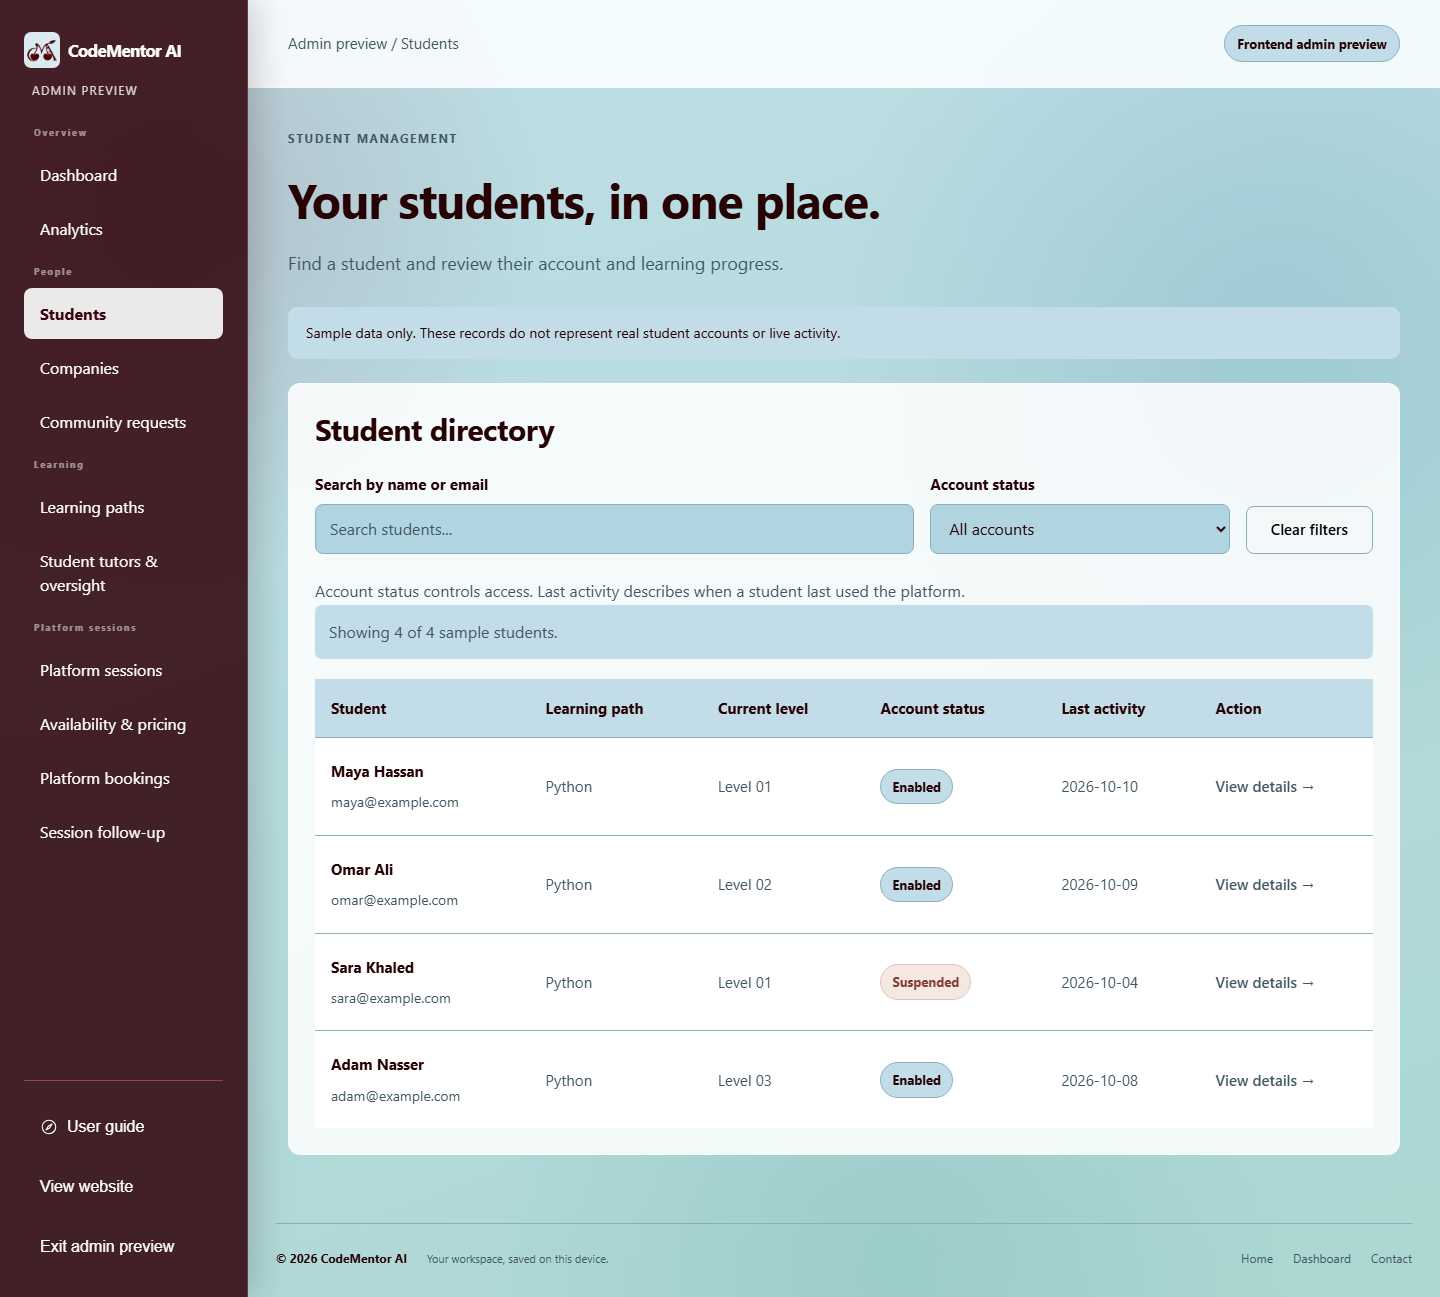 CodeMentor AI
ADMIN PREVIEW
Overview
Dashboard
Analytics
People
Students
Companies
Community requests
Learning
Learning paths
Student tutors &
oversight
Platform sessions
Platform sessions
Availability & pricing
Platform bookings
Session follow-up
User guide
View website
Exit admin preview
Admin preview / Students
Frontend admin preview
STUDENT MANAGEMENT
Your students, in one place.
Find a student and review their account and learning progress.
Sample data only. These records do not represent real student accounts or live activity.
Student directory
Search by name or email
Account status
Search students...
All accounts
Clear filters
Account status controls access. Last activity describes when a student last used the platform.
Showing 4 of 4 sample students.
Student Learning path Current level Account status Last activity Action
Maya Hassan
maya@example.com
Python Level 01 Enabled 2026-10-10 View details →
Omar Ali
omar@example.com
Python Level 02 Enabled 2026-10-09 View details →
Sara Khaled
sara@example.com
Python Level 01 Suspended 2026-10-04 View details →
Adam Nasser
adam@example.com
Python Level 03 Enabled 2026-10-08 View details →
© 2026 CodeMentor AI Your workspace, saved on this device. Home Dashboard Contact